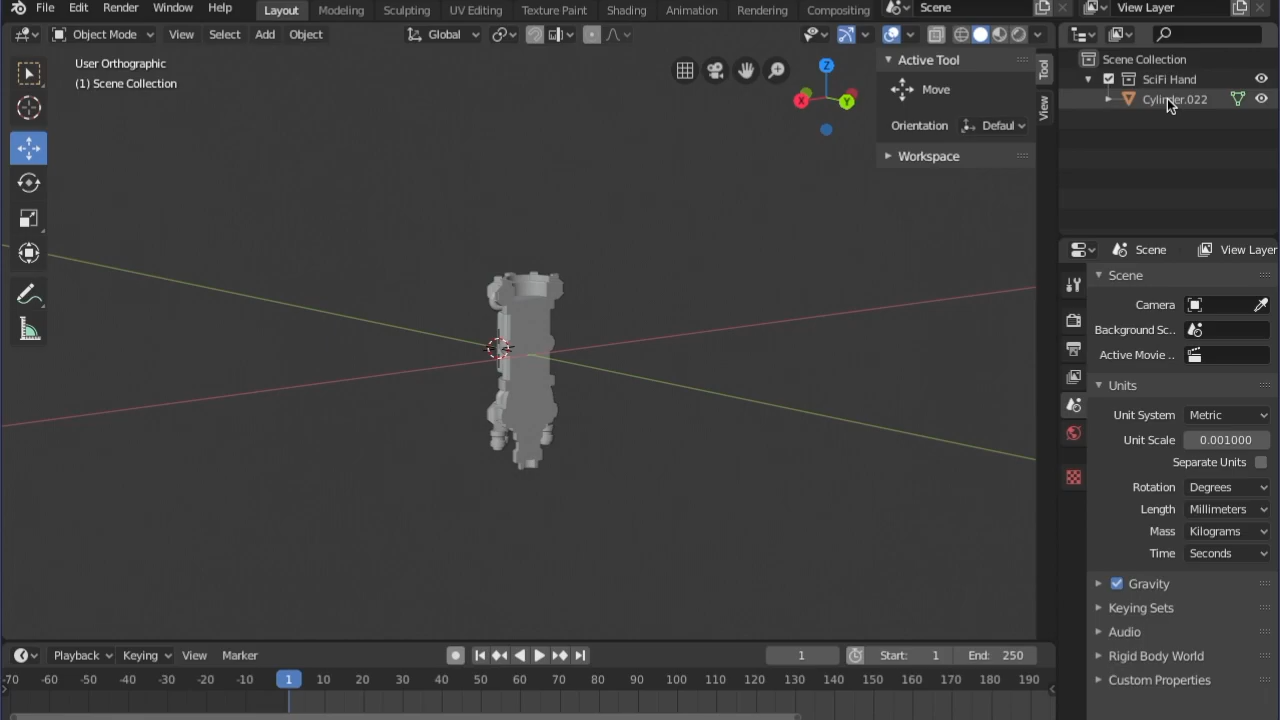 File Edit Render Window Help Layout Modeling Sculpting UV Editing Texture Paint Shading Animation Rendering Compositing Scene View Layer
Object Mode View Select Add Object Global
User Orthographic
(1) Scene Collection
Z
X
Y
Active Tool
Move
Orientation Defaul
Workspace
Tool
View
Scene Collection
SciFi Hand
Cylinder.022
Scene View Layer
Scene
Camera
Background Sc..
Active Movie ..
Units
Unit System Metric
Unit Scale 0.001000
Separate Units
Rotation Degrees
Length Millimeters
Mass Kilograms
Time Seconds
Gravity
Keying Sets
Audio
Rigid Body World
Custom Properties
Playback Keying View Marker 1 Start: 1 End: 250
-70 -60 -50 -40 -30 -20 -10 1 10 20 30 40 50 60 70 80 90 100 110 120 130 140 150 160 170 180 190